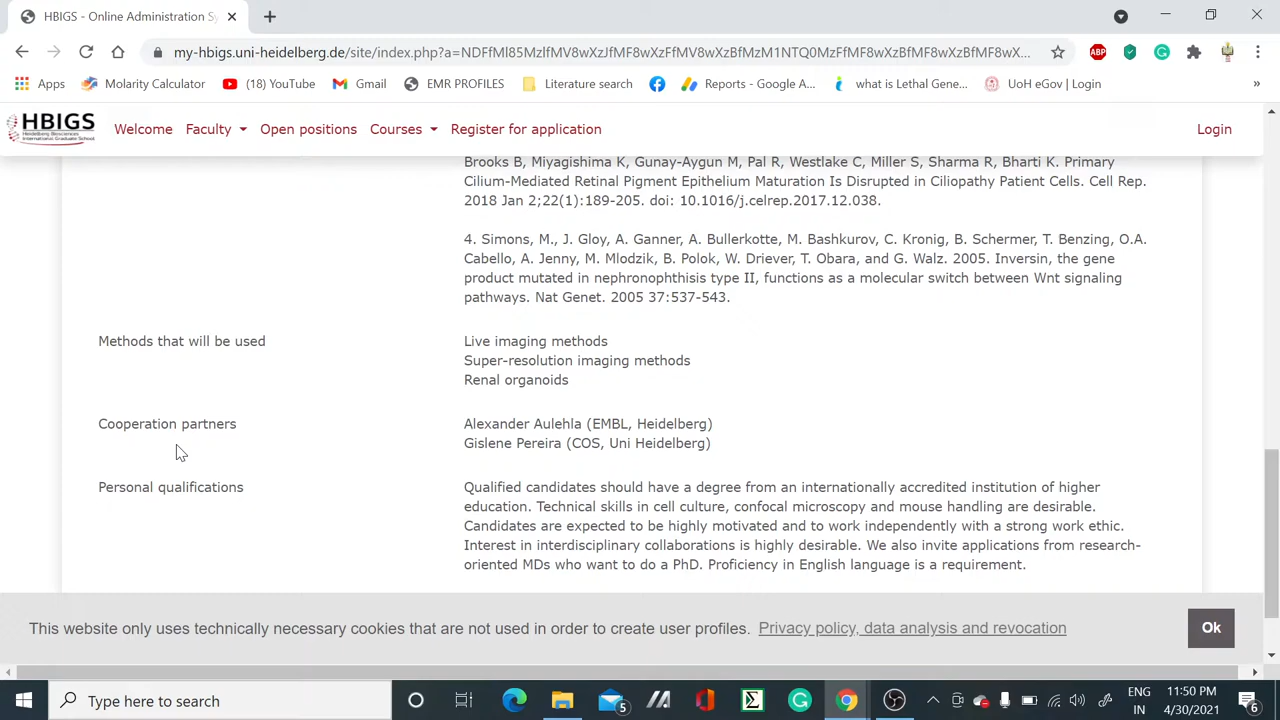 HBIGS - Online Administration Sy
my-hbigs.uni-heidelberg.de/site/index.php?a=NDFfMl85MzIfMV8wXzJfMF8wXzFfMV8wXzBfMzM1NTQ0MzFfMF8wXzBfMF8wXzBfMF8wX...
ABP
Apps Molarity Calculator (18) YouTube Gmail EMR PROFILES Literature search Reports - Google A... what is Lethal Gene... UoH eGov | Login »
HBIGS
Heidelberg Biosciences
International Graduate School
Welcome Faculty Open positions Courses Register for application Login
Brooks B, Miyagishima K, Gunay-Aygun M, Pal R, Westlake C, Miller S, Sharma R, Bharti K. Primary
Cilium-Mediated Retinal Pigment Epithelium Maturation Is Disrupted in Ciliopathy Patient Cells. Cell Rep.
2018 Jan 2;22(1):189-205. doi: 10.1016/j.celrep.2017.12.038.
4. Simons, M., J. Gloy, A. Ganner, A. Bullerkotte, M. Bashkurov, C. Kronig, B. Schermer, T. Benzing, O.A.
Cabello, A. Jenny, M. Mlodzik, B. Polok, W. Driever, T. Obara, and G. Walz. 2005. Inversin, the gene
product mutated in nephronophthisis type II, functions as a molecular switch between Wnt signaling
pathways. Nat Genet. 2005 37:537-543.
Methods that will be used
Live imaging methods
Super-resolution imaging methods
Renal organoids
Cooperation partners
Alexander Aulehla (EMBL, Heidelberg)
Gislene Pereira (COS, Uni Heidelberg)
Personal qualifications
Qualified candidates should have a degree from an internationally accredited institution of higher
education. Technical skills in cell culture, confocal microscopy and mouse handling are desirable.
Candidates are expected to be highly motivated and to work independently with a strong work ethic.
Interest in interdisciplinary collaborations is highly desirable. We also invite applications from research-
oriented MDs who want to do a PhD. Proficiency in English language is a requirement.
This website only uses technically necessary cookies that are not used in order to create user profiles. Privacy policy, data analysis and revocation Ok
Type here to search
5
ENG
IN
11:50 PM
4/30/2021
6